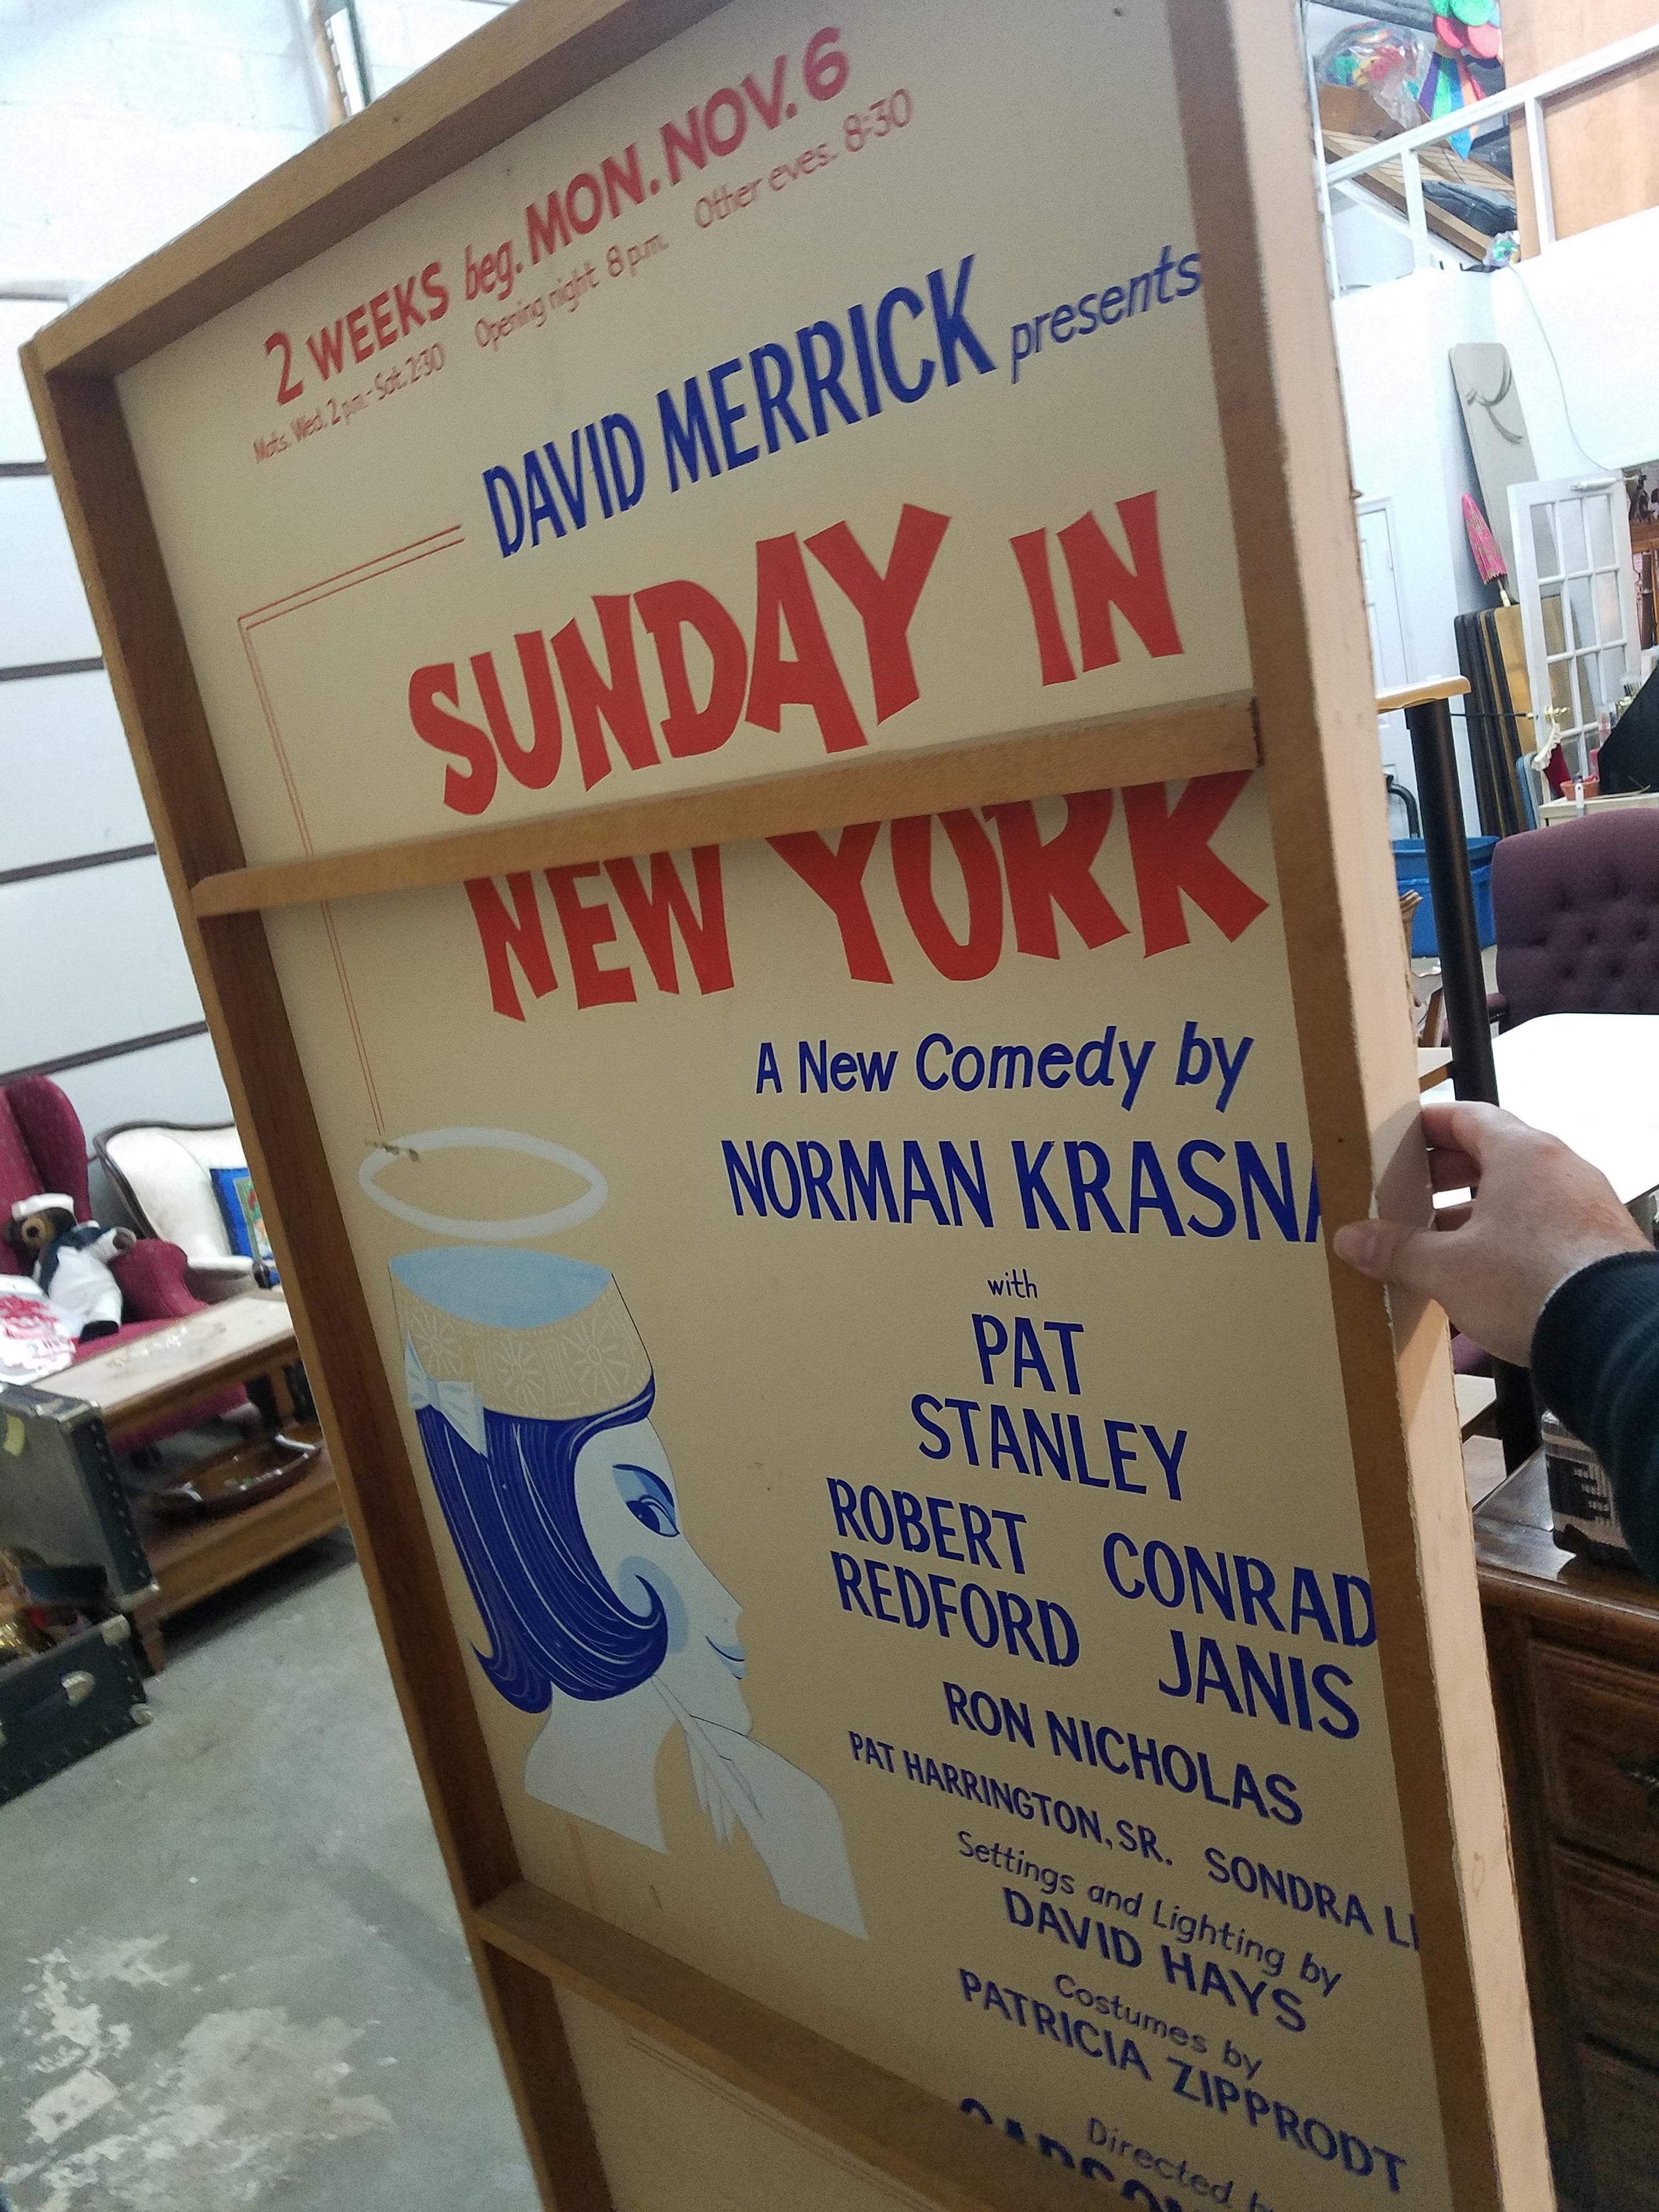 2 WEEKS beg. MON. NOV. 6
Mats. Wed. 2 p.m.- Sat. 2:30 Opening night 8 p.m. Other eves. 8:30
DAVID MERRICK presents
SUNDAY IN
NEW YORK
A New Comedy by
NORMAN KRASNA
with
PAT
STANLEY
ROBERT CONRAD
REDFORD JANIS
RON NICHOLAS
PAT HARRINGTON, SR. SONDRA
Settings and Lighting by
DAVID HAYS
Costumes by
PATRICIA ZIPPRODT
Directed